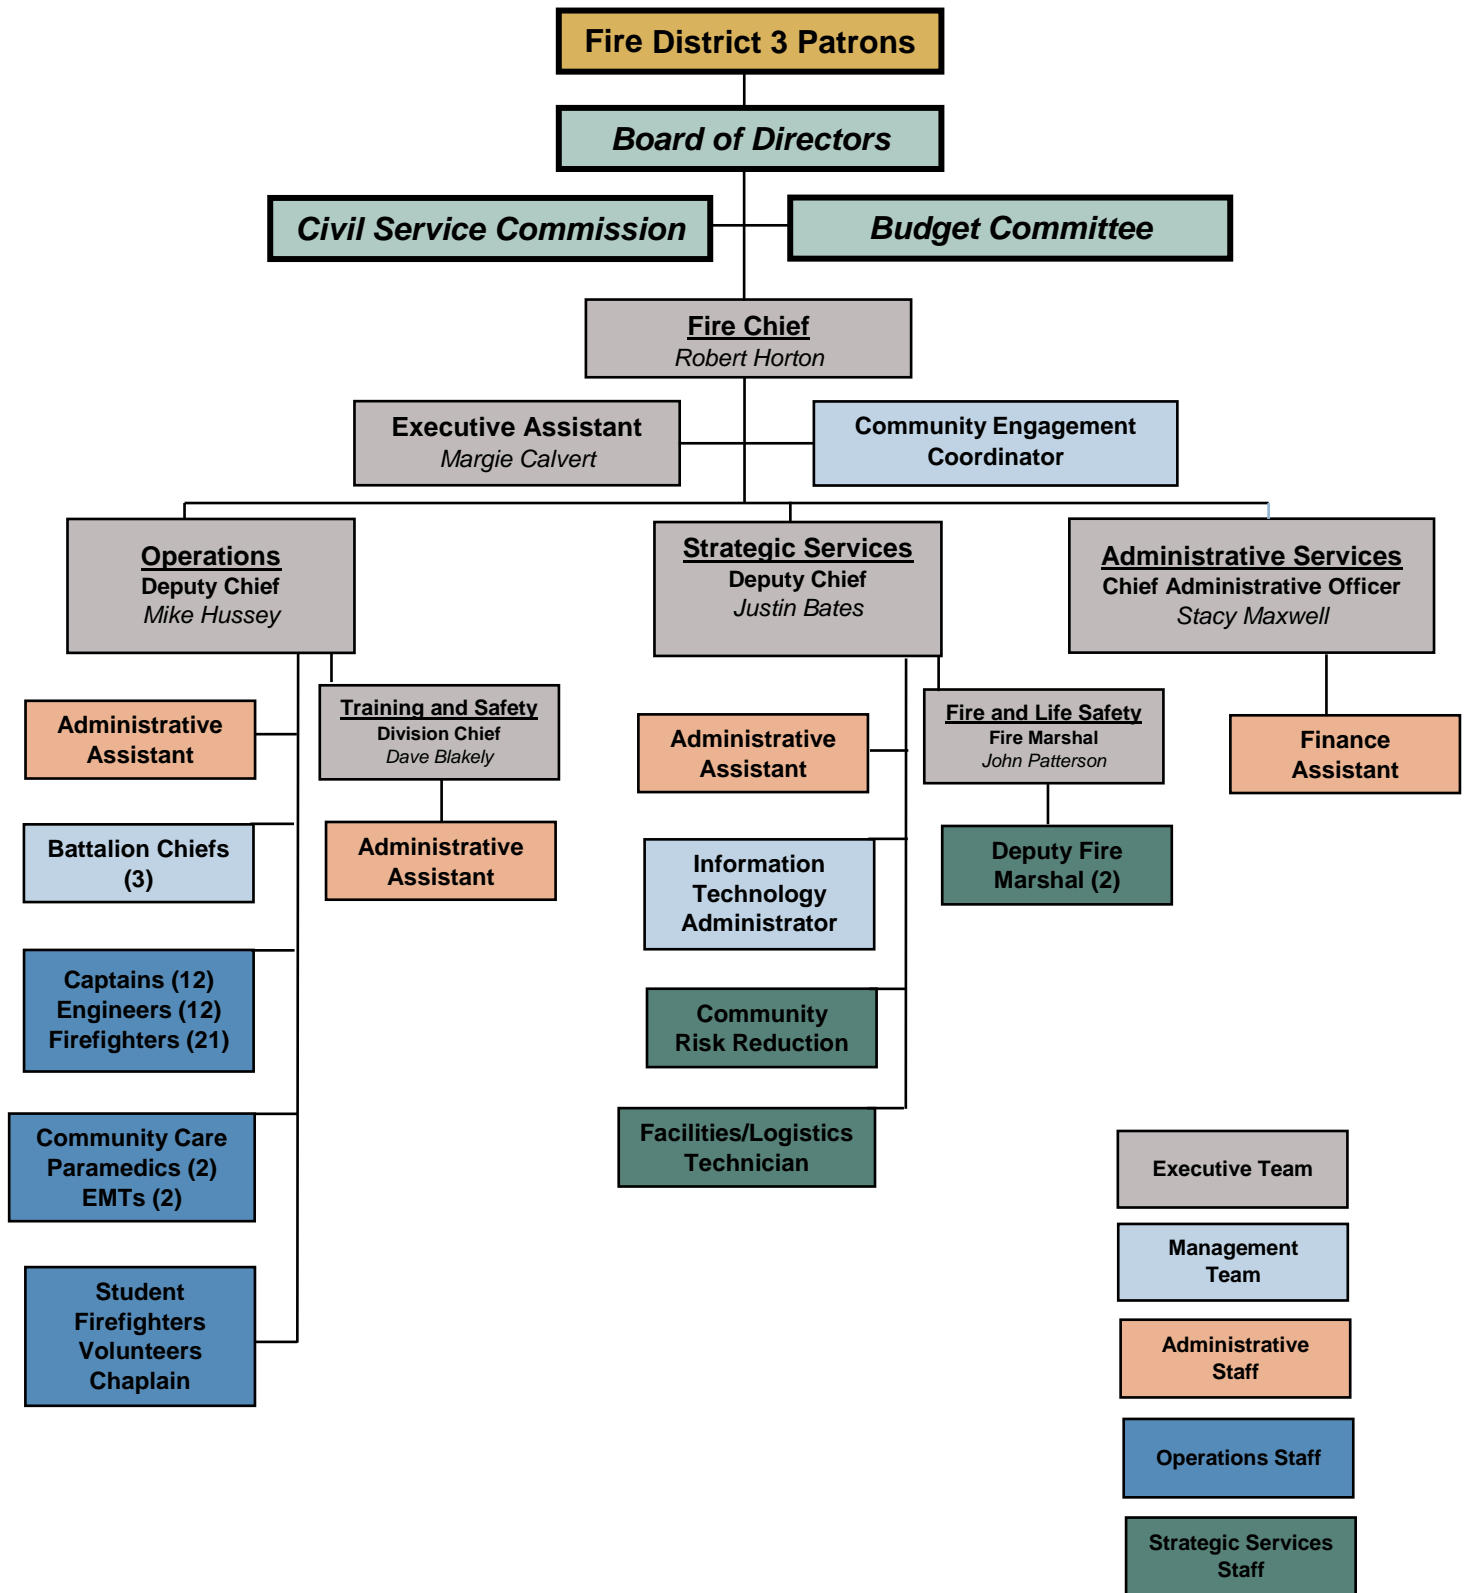 Fire District 3 Patrons
Board of Directors
Civil Service Commission
Budget Committee
Fire Chief
Robert Horton
Executive Assistant
Margie Calvert
Community Engagement
Coordinator
Operations
Deputy Chief
Mike Hussey
Strategic Services
Deputy Chief
Justin Bates
Administrative Services
Chief Administrative Officer
Stacy Maxwell
Administrative
Assistant
Training and Safety
Division Chief
Dave Blakely
Administrative
Assistant
Fire and Life Safety
Fire Marshal
John Patterson
Finance
Assistant
Battalion Chiefs
(3)
Administrative
Assistant
Information
Technology
Administrator
Deputy Fire
Marshal (2)
Captains (12)
Engineers (12)
Firefighters (21)
Community
Risk Reduction
Community Care
Paramedics (2)
EMTs (2)
Facilities/Logistics
Technician
Student
Firefighters
Volunteers
Chaplain
Executive Team
Management
Team
Administrative
Staff
Operations Staff
Strategic Services
Staff